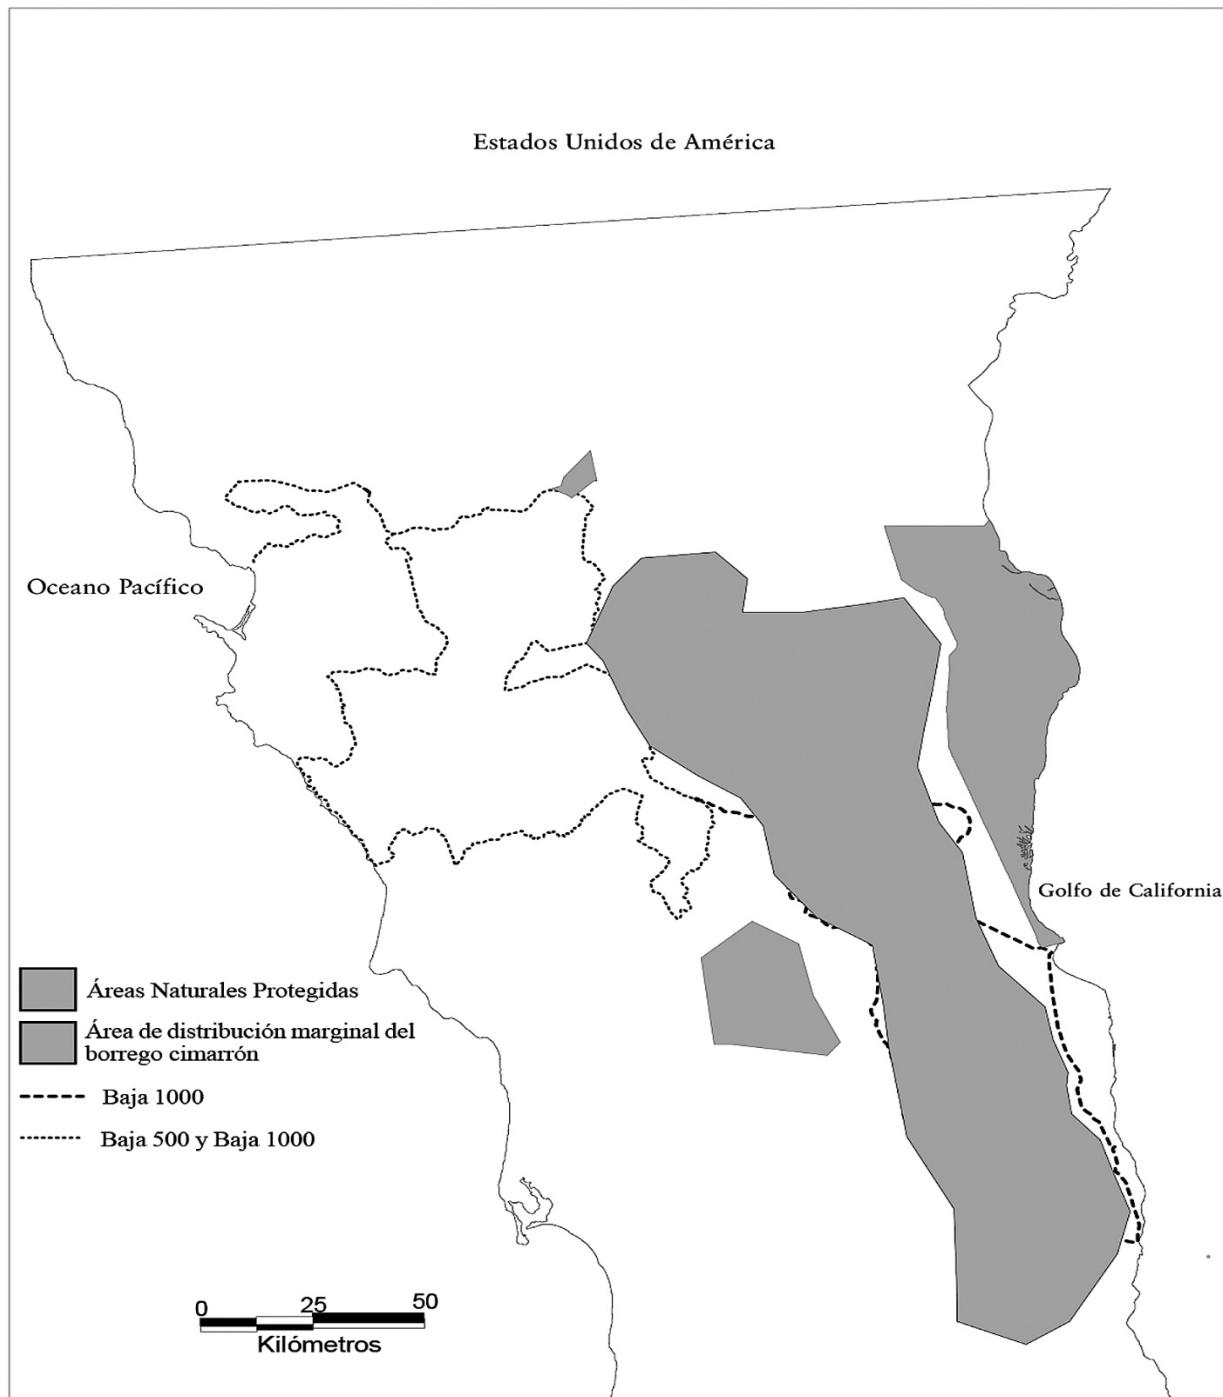 Estados Unidos de América
Oceano Pacífico
Golfo de California
Áreas Naturales Protegidas
Área de distribución marginal del
borrego cimarrón
Baja 1000
Baja 500 y Baja 1000
0 25 50
Kilómetros